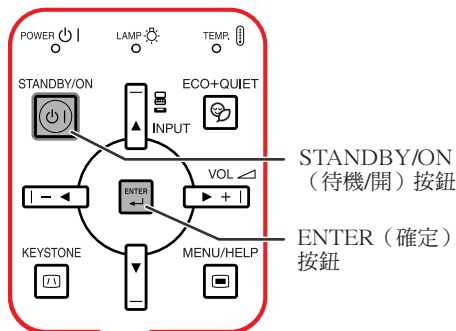 POWER LAMP TEMP.
STANDBY/ON ECO+QUIET
INPUT
STANDBY/ON
（待機/開）按鈕
VOL
ENTER
ENTER（確定）
按鈕
KEYSTONE MENU/HELP